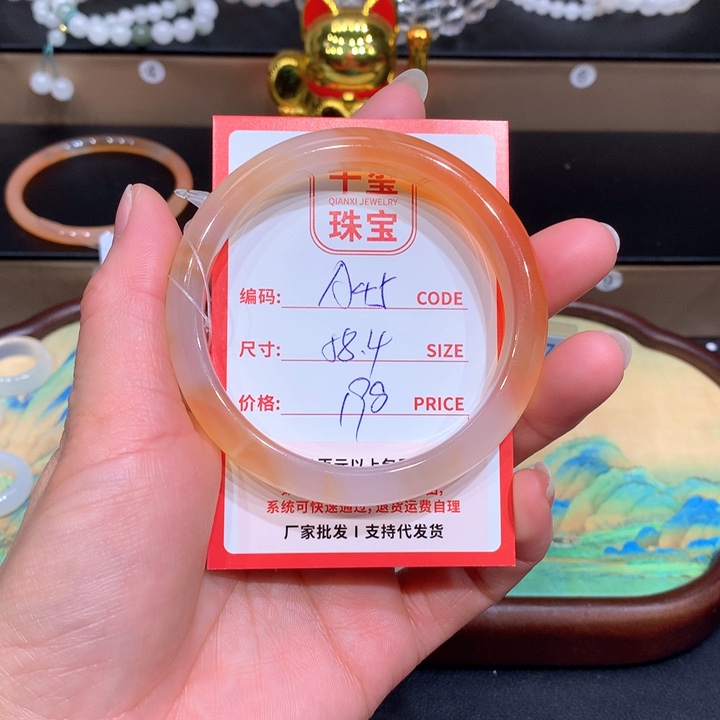 千玺
QIANXI JEWELRY
珠宝
编码: A45 CODE
尺寸: 58.4 SIZE
价格: 198 PRICE
系统可快速通过, 退货运费自理
厂家批发 | 支持代发货